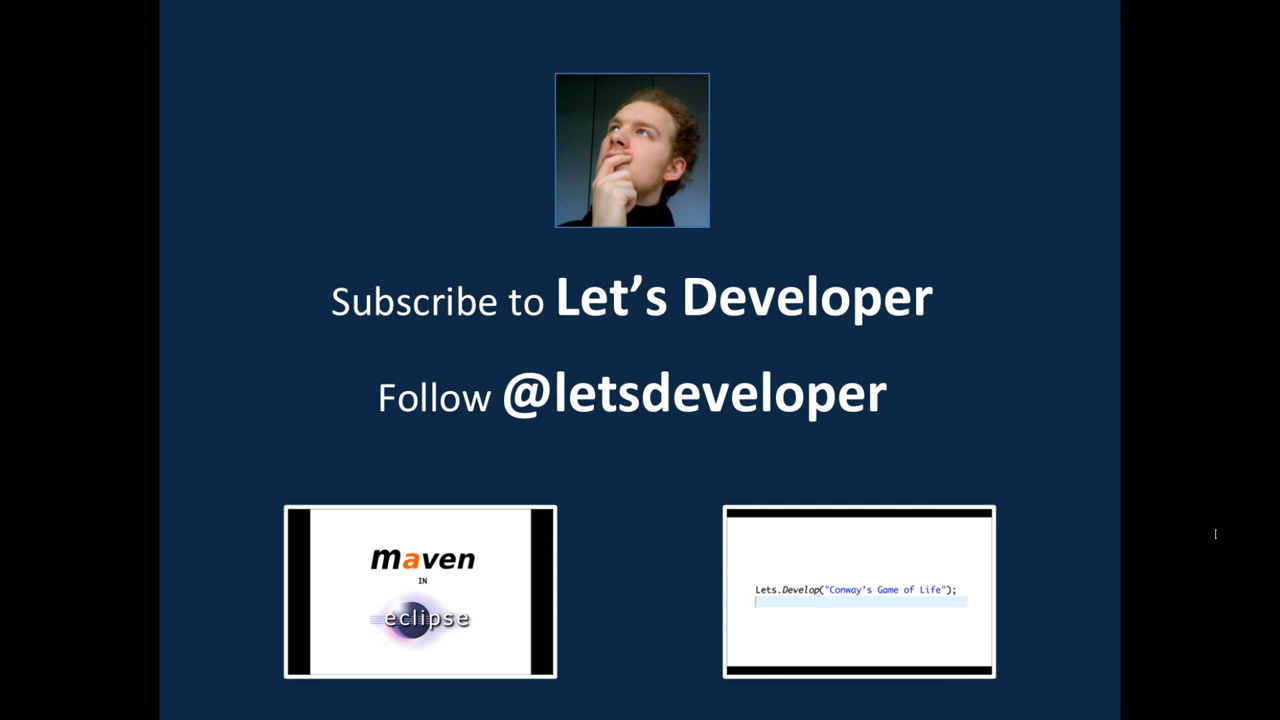 Subscribe to Let’s Developer
Follow @letsdeveloper
maven
IN
eclipse
Lets.Develop("Conway's Game of Life");